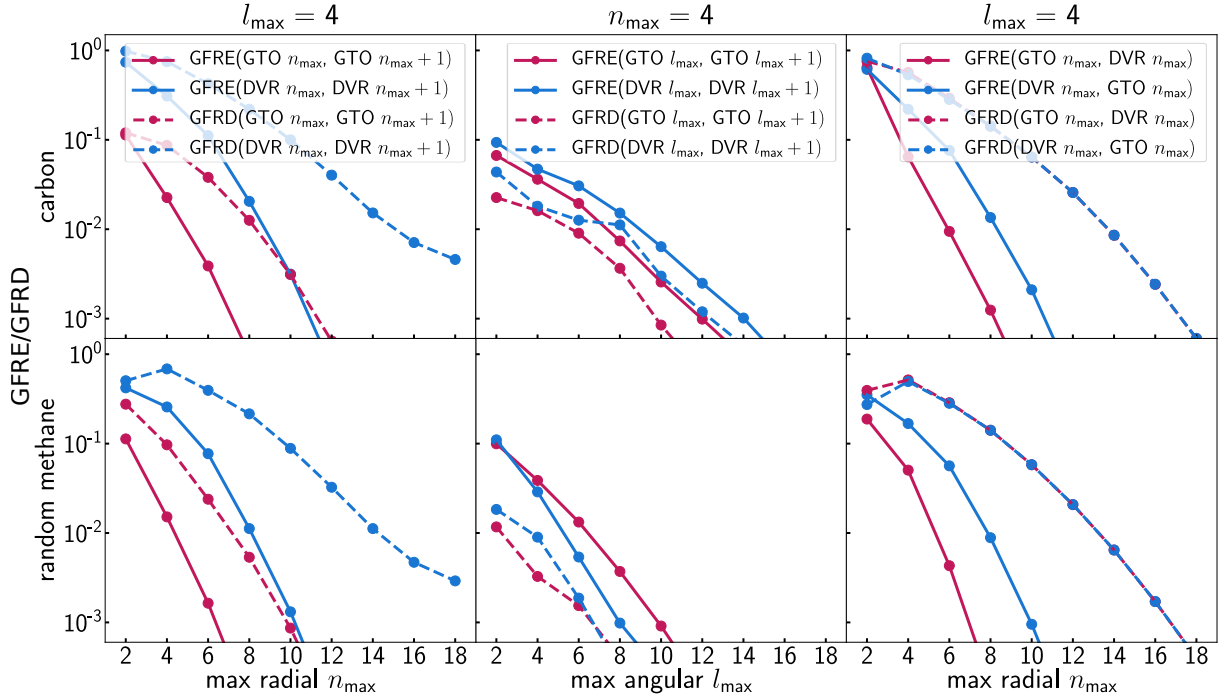 l_max = 4
n_max = 4
l_max = 4
GFRE/GFRD
carbon
10^0
10^-1
10^-2
10^-3
GFRE(GTO n_max, GTO n_max + 1)
GFRE(DVR n_max, DVR n_max + 1)
GFRD(GTO n_max, GTO n_max + 1)
GFRD(DVR n_max, DVR n_max + 1)
GFRE(GTO l_max, GTO l_max + 1)
GFRE(DVR l_max, DVR l_max + 1)
GFRD(GTO l_max, GTO l_max + 1)
GFRD(DVR l_max, DVR l_max + 1)
GFRE(GTO n_max, DVR n_max)
GFRE(DVR n_max, GTO n_max)
GFRD(GTO n_max, DVR n_max)
GFRD(DVR n_max, GTO n_max)
random methane
10^0
10^-1
10^-2
10^-3
2 4 6 8 10 12 14 16 18
max radial n_max
2 4 6 8 10 12 14 16 18
max angular l_max
2 4 6 8 10 12 14 16 18
max radial n_max